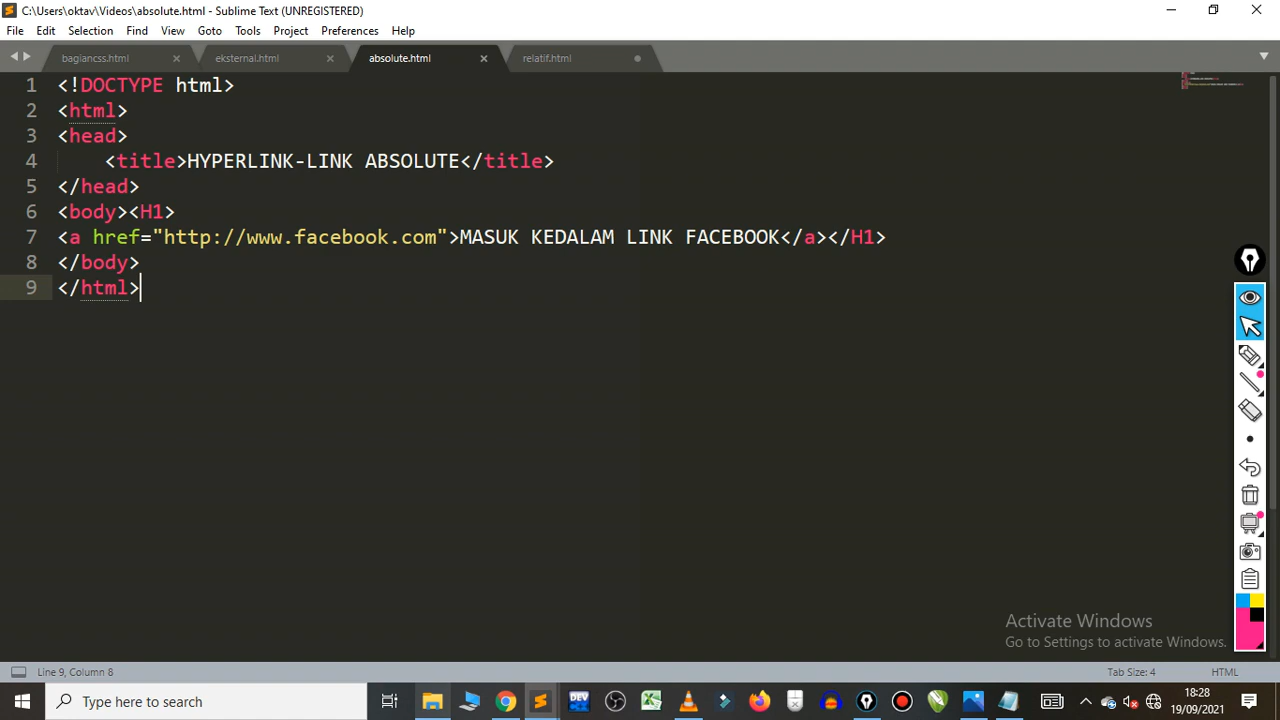 C:\Users\oktav\Videos\absolute.html - Sublime Text (UNREGISTERED)
File Edit Selection Find View Goto Tools Project Preferences Help
bagiancss.html eksternal.html absolute.html relatif.html
1 <!DOCTYPE html>
2 <html>
3 <head>
4 <title>HYPERLINK-LINK ABSOLUTE</title>
5 </head>
6 <body><H1>
7 <a href="http://www.facebook.com">MASUK KEDALAM LINK FACEBOOK</a></H1>
8 </body>
9 </html>
Activate Windows
Go to Settings to activate Windows.
Line 9, Column 8 Tab Size: 4 HTML
Type here to search
DEV
18:28
19/09/2021